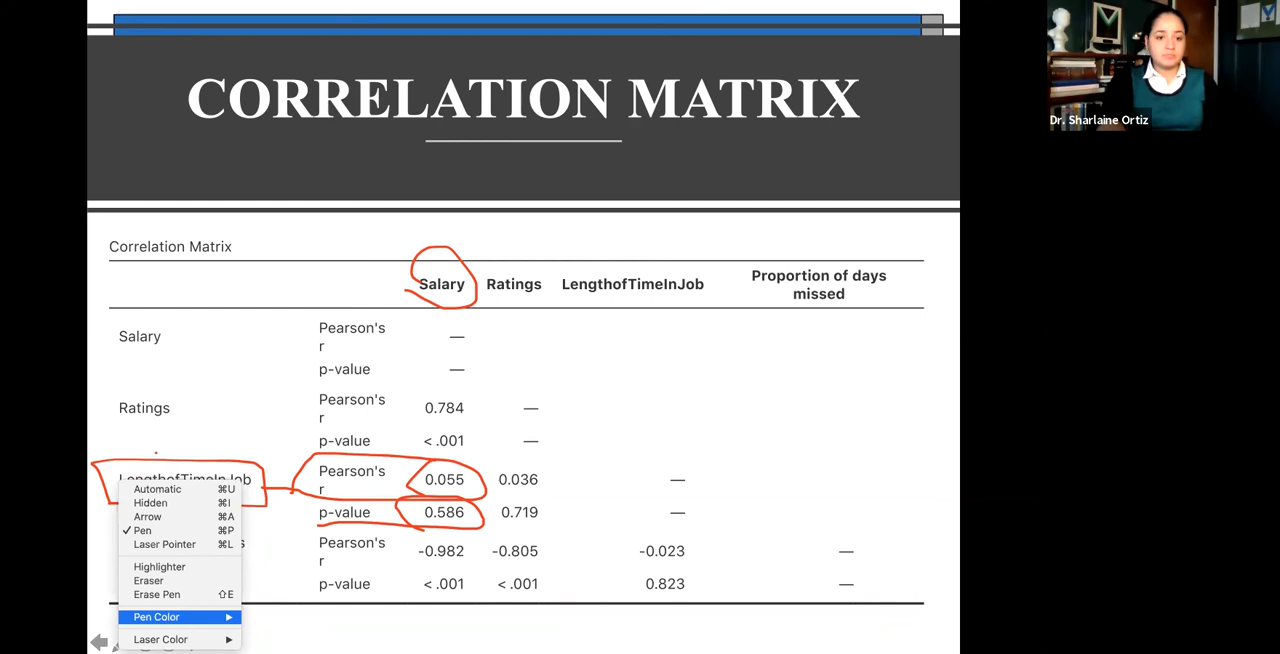 CORRELATION MATRIX
Dr. Sharlaine Ortiz
Correlation Matrix
Salary Ratings LengthofTimeInJob Proportion of days
missed
Salary Pearson's
r —
p-value —
Ratings Pearson's
r 0.784 —
p-value < .001 —
LengthofTimeInJob Pearson's
r 0.055 0.036 —
p-value 0.586 0.719 —
Pearson's
r -0.982 -0.805 -0.023 —
p-value < .001 < .001 0.823 —
Automatic ⌘U
Hidden ⌘I
Arrow ⌘A
✓ Pen ⌘P
Laser Pointer ⌘L
Highlighter
Eraser
Erase Pen ⇧E
Pen Color ▶
Laser Color ▶